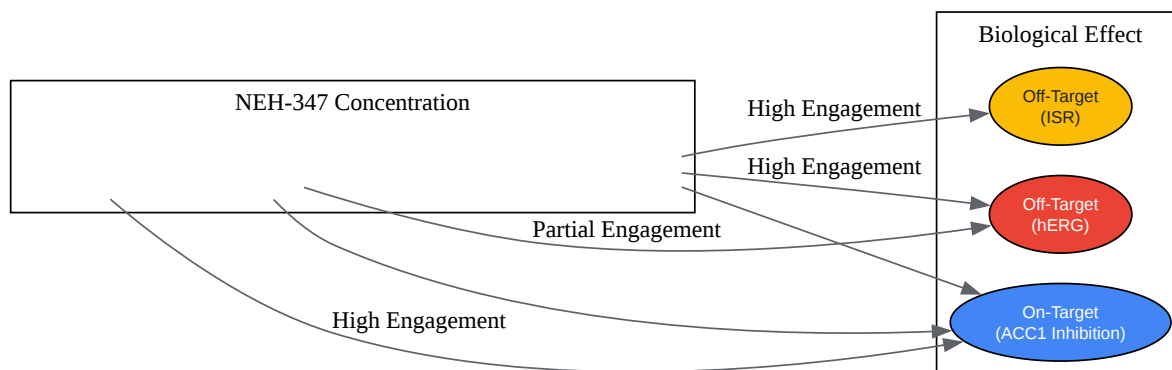 Biological Effect
NEH-347 Concentration
High Engagement
Off-Target
(ISR)
High Engagement
Off-Target
(hERG)
Partial Engagement
High Engagement
On-Target
(ACC1 Inhibition)